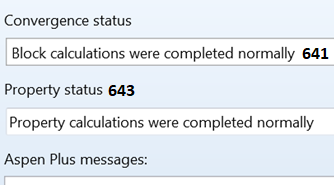 Convergence status
Block calculations were completed normally 641
Property status 643
Property calculations were completed normally
Aspen Plus messages: